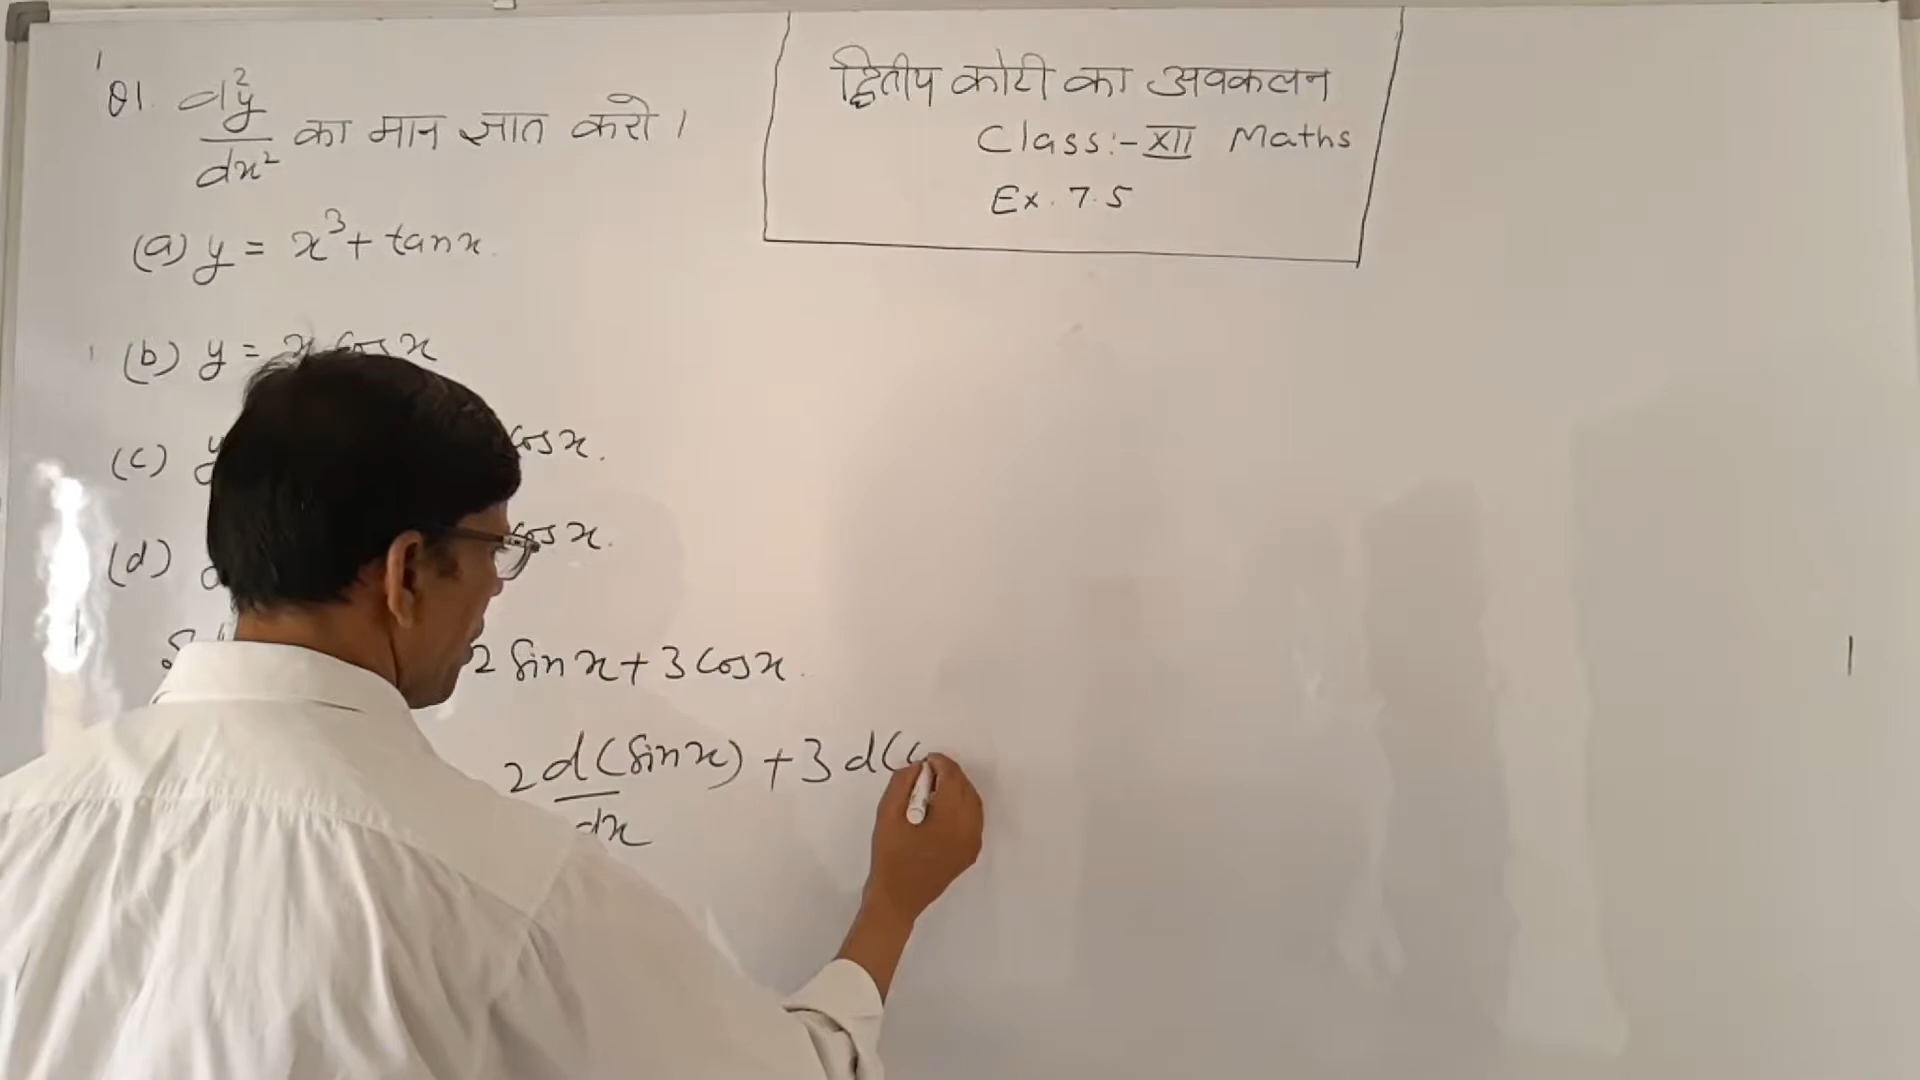 Q1. d²y/dx² का मान ज्ञात करो।
(a) y = x³ + tanx.
(b) y = x cosx
(c) y cosx.
(d) cosx.
2 sinx + 3 cosx.
2 d(sinx)/dx + 3 d(
द्वितीय कोटी का अवकलन
Class:- XII Maths
Ex. 7.5